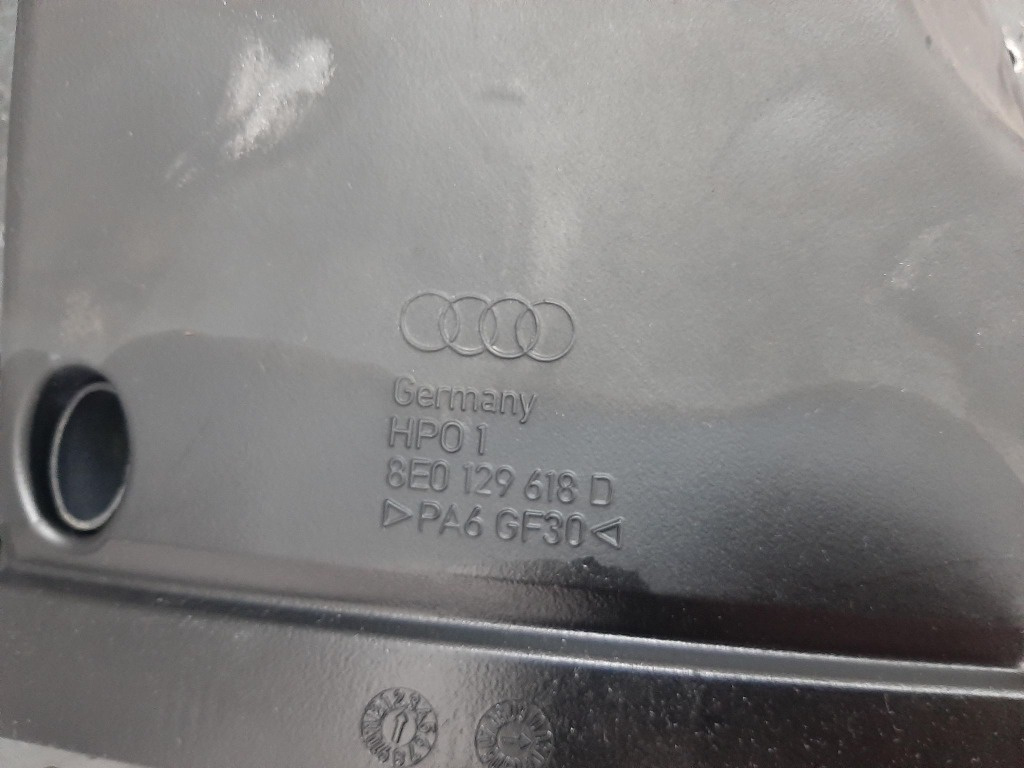 Germany
HPO 1
8E0 129 618 D
>PA6 GF30<